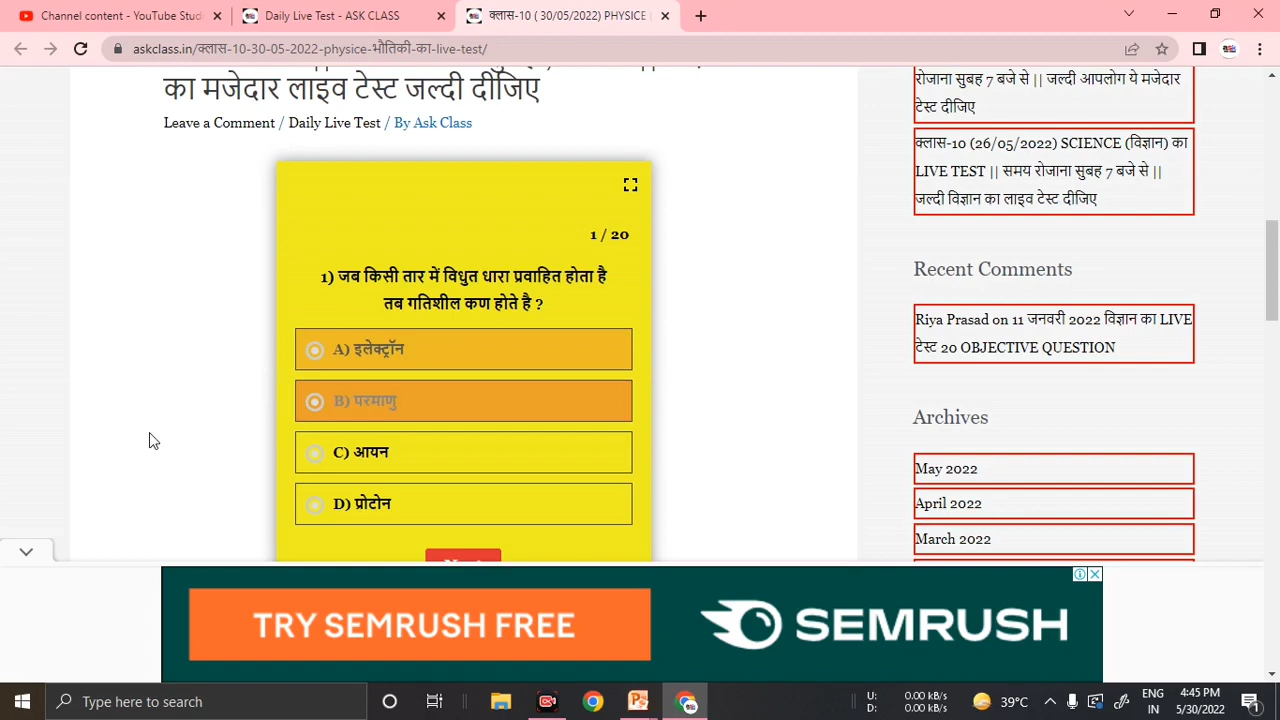 Channel content - YouTube Stud
Daily Live Test - ASK CLASS
क्लास-10 ( 30/05/2022) PHYSICE
askclass.in/क्लास-10-30-05-2022-physice-भौतिकी-का-live-test/
का मजेदार लाइव टेस्ट जल्दी दीजिए
Leave a Comment / Daily Live Test / By Ask Class
1 / 20
1) जब किसी तार में विधुत धारा प्रवाहित होता है
तब गतिशील कण होते है ?
A) इलेक्ट्रॉन
B) परमाणु
C) आयन
D) प्रोटोन
रोजाना सुबह 7 बजे से || जल्दी आपलोग ये मजेदार
टेस्ट दीजिए
क्लास-10 (26/05/2022) SCIENCE (विज्ञान) का
LIVE TEST || समय रोजाना सुबह 7 बजे से ||
जल्दी विज्ञान का लाइव टेस्ट दीजिए
Recent Comments
Riya Prasad on 11 जनवरी 2022 विज्ञान का LIVE
टेस्ट 20 OBJECTIVE QUESTION
Archives
May 2022
April 2022
March 2022
TRY SEMRUSH FREE
SEMRUSH
Type here to search
U: 0.00 kB/s
D: 0.00 kB/s
39°C
ENG
IN
4:45 PM
5/30/2022